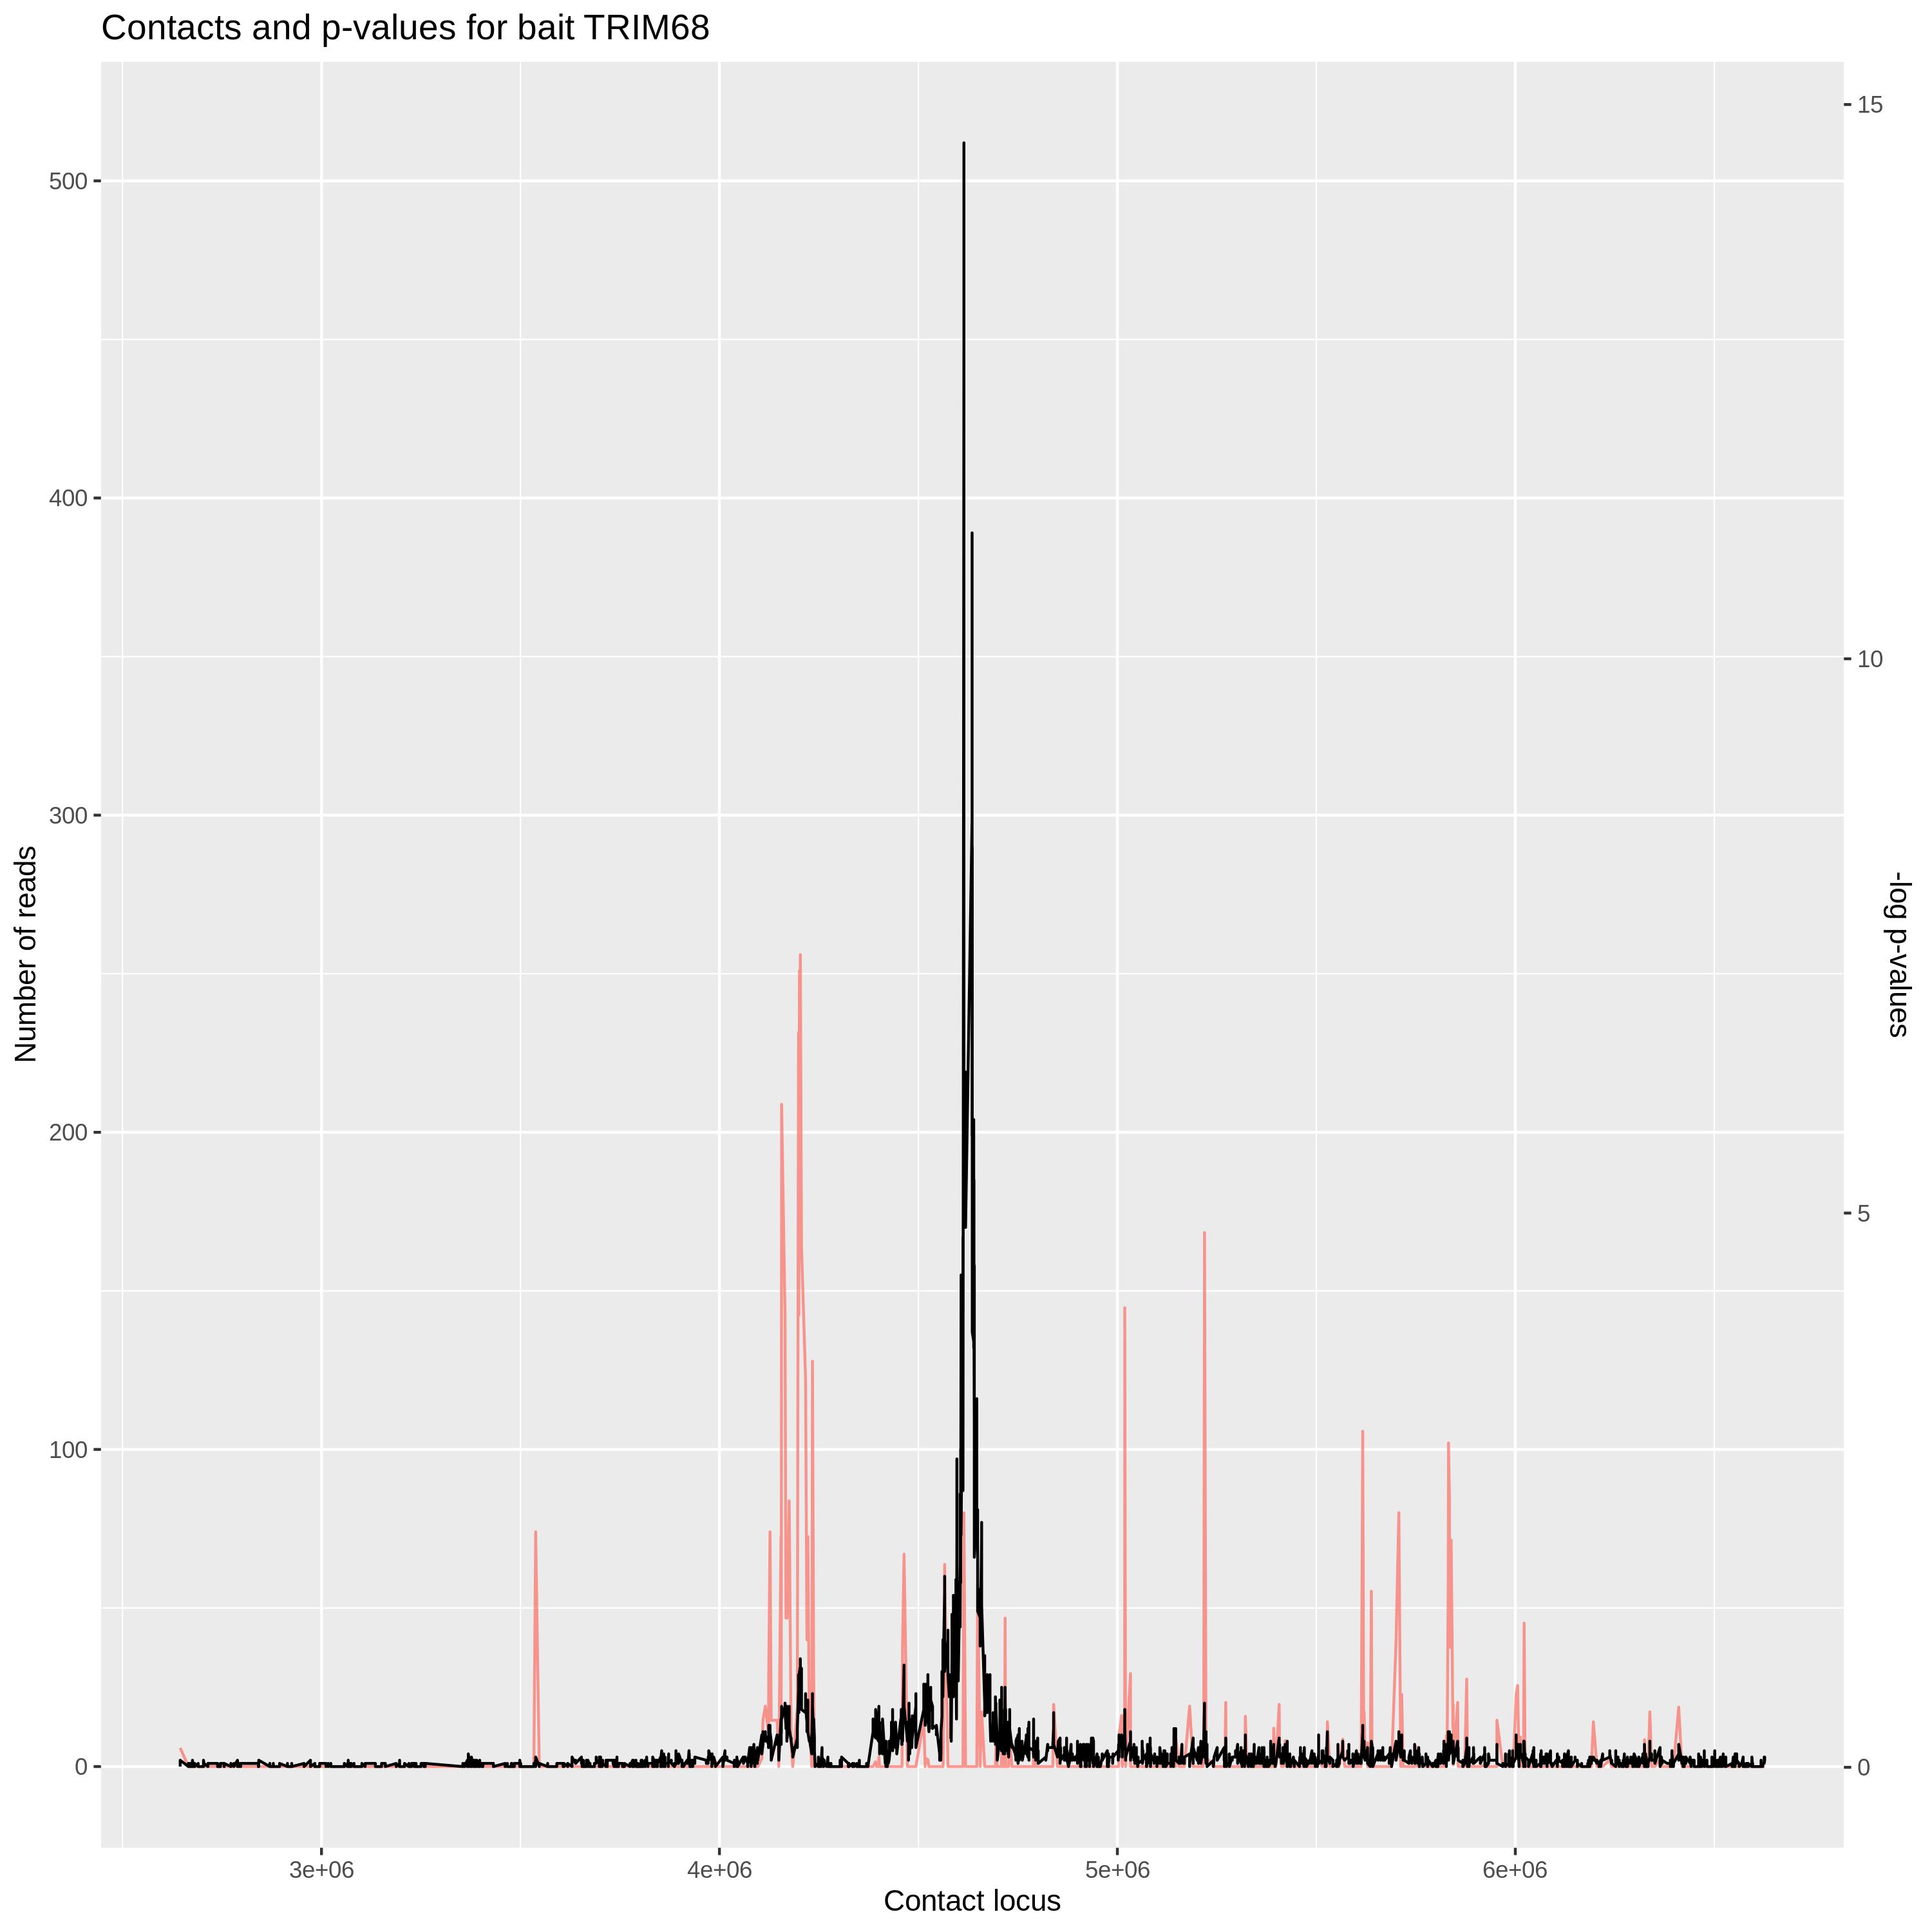 Contacts and p-values for bait TRIM68
15
500
400
10
300
Number of reads
-log p-values
200
5
100
0
0
3e+06
4e+06
5e+06
6e+06
Contact locus